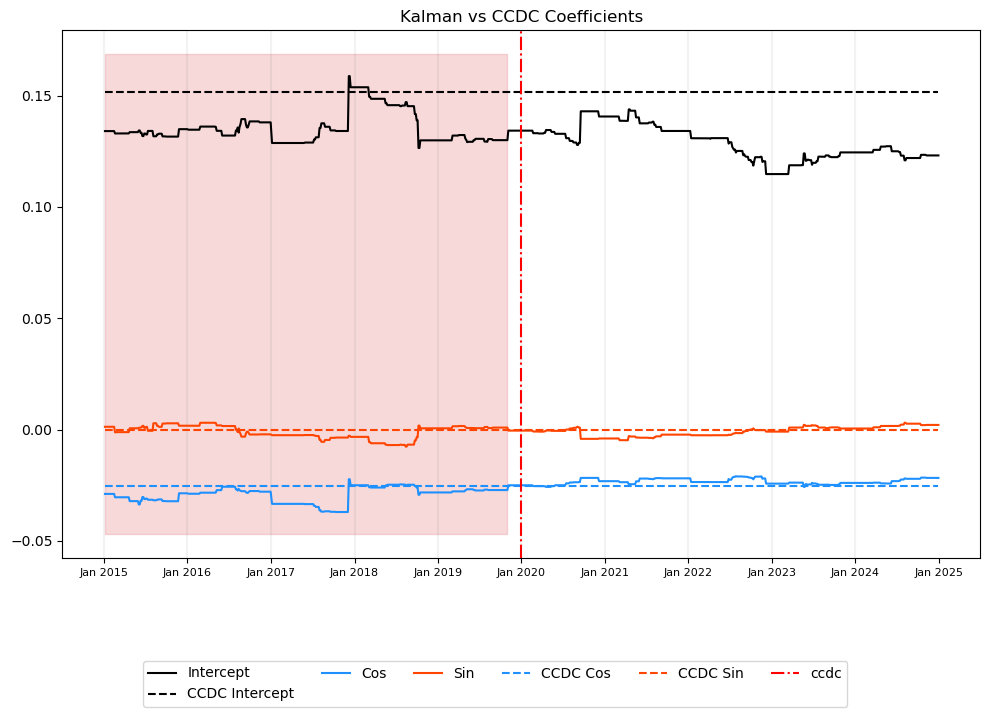 Kalman vs CCDC Coefficients
0.15
0.10
0.05
0.00
−0.05
Jan 2015 Jan 2016 Jan 2017 Jan 2018 Jan 2019 Jan 2020 Jan 2021 Jan 2022 Jan 2023 Jan 2024 Jan 2025
Intercept Cos Sin CCDC Cos CCDC Sin ccdc
CCDC Intercept